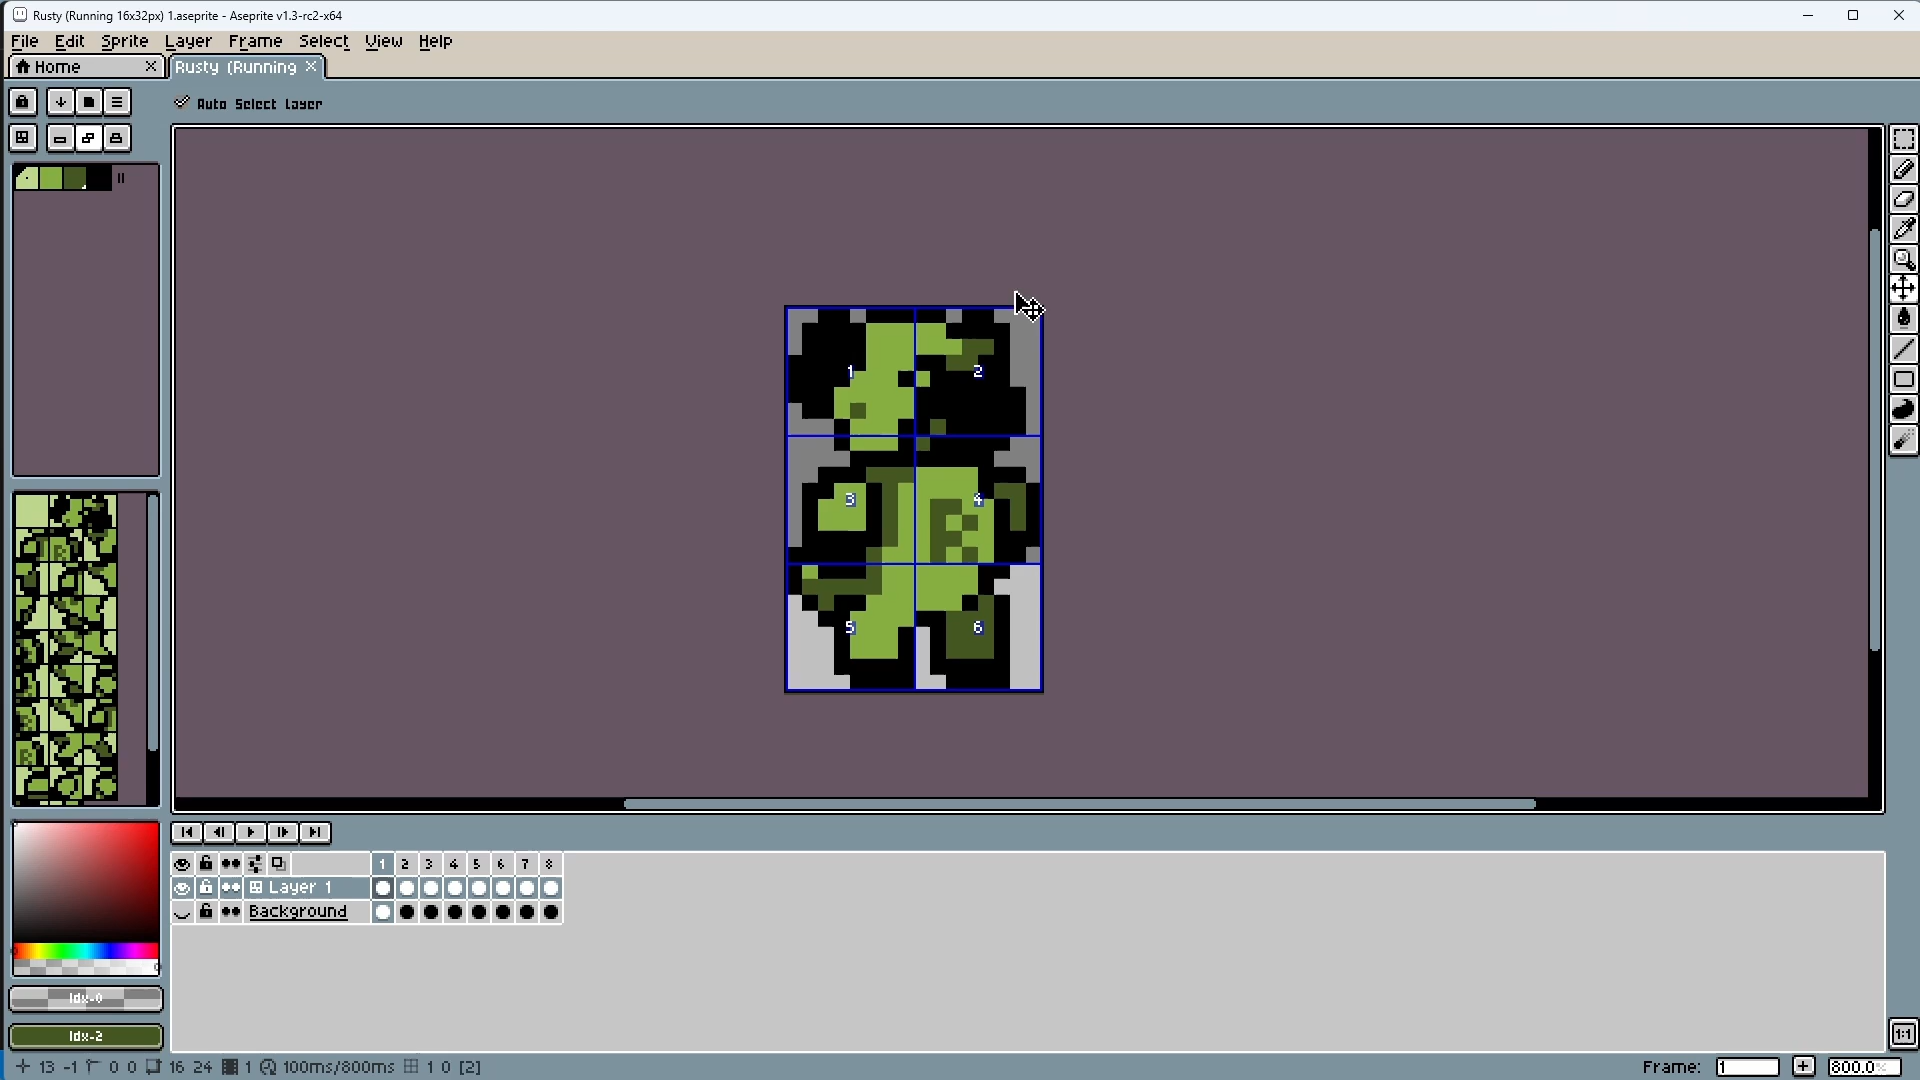 Rusty (Running 16x32px) 1.aseprite - Aseprite v1.3-rc2-x64
File Edit Sprite Layer Frame Select View Help
Home Rusty (Running
Auto Select Layer
1 2
3 4
R
5 6
1 2 3 4 5 6 7 8
Layer 1
Background
Idx-0
Idx-2
13 -1 0 0 16 24 1 100ms/800ms 1 0 [2] Frame: 1 800.0
1:1